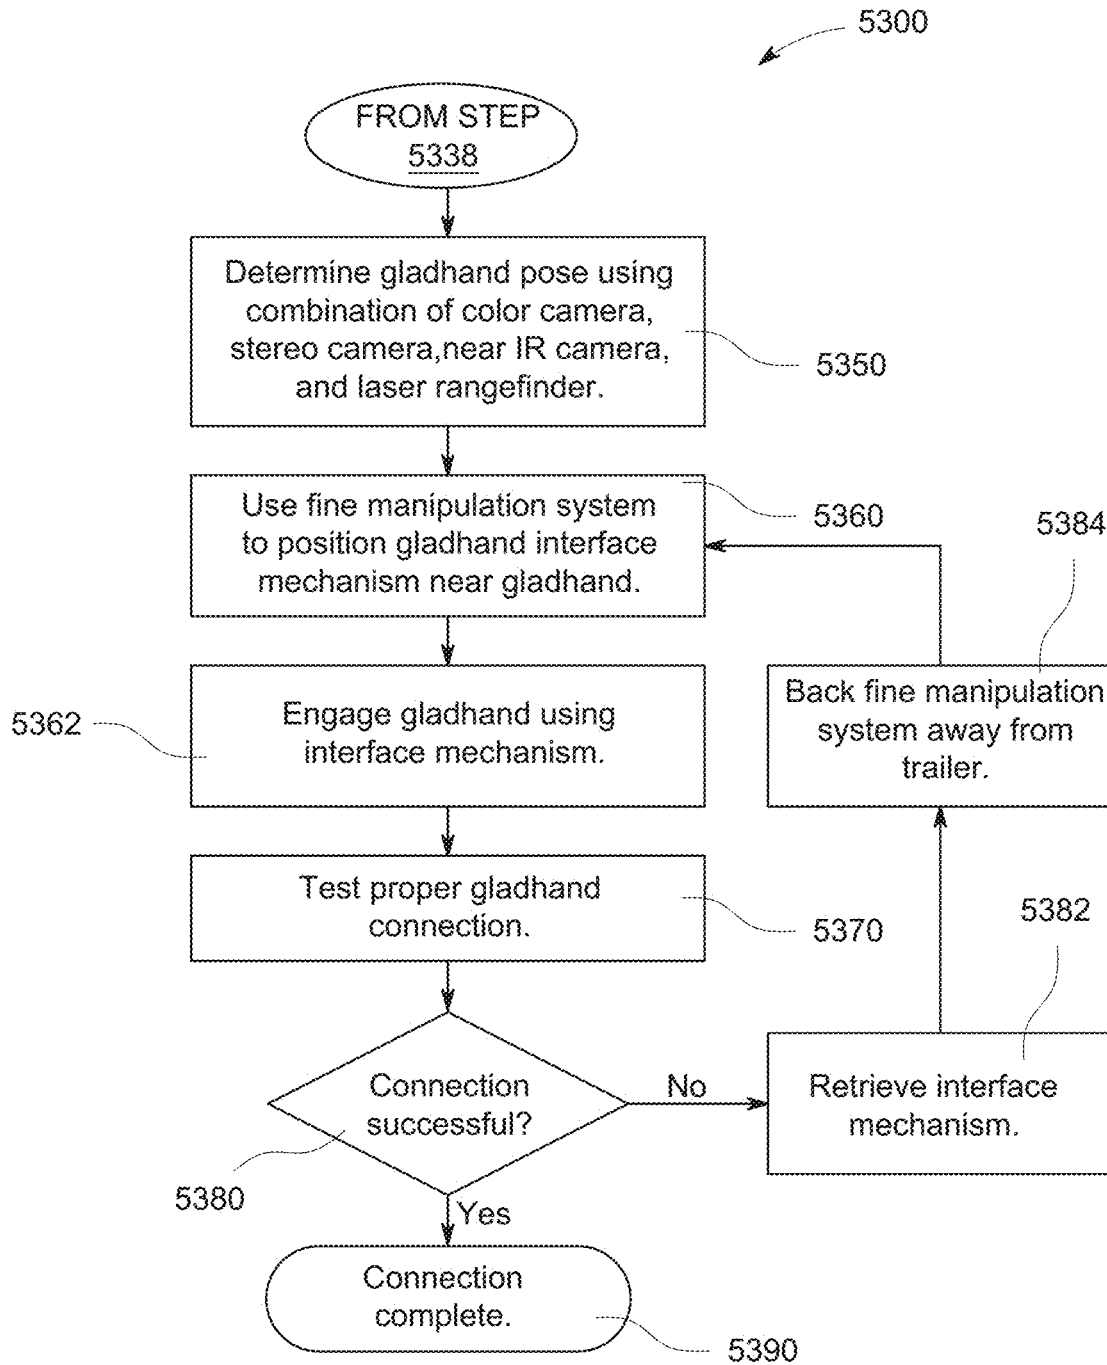 5300
FROM STEP
5338
Determine gladhand pose using
combination of color camera,
stereo camera,near IR camera,
and laser rangefinder.
5350
Use fine manipulation system
to position gladhand interface
mechanism near gladhand.
5360
5384
Engage gladhand using
interface mechanism.
5362
Back fine manipulation
system away from
trailer.
Test proper gladhand
connection.
5370
5382
Connection
successful?
5380
No
Retrieve interface
mechanism.
Yes
Connection
complete.
5390